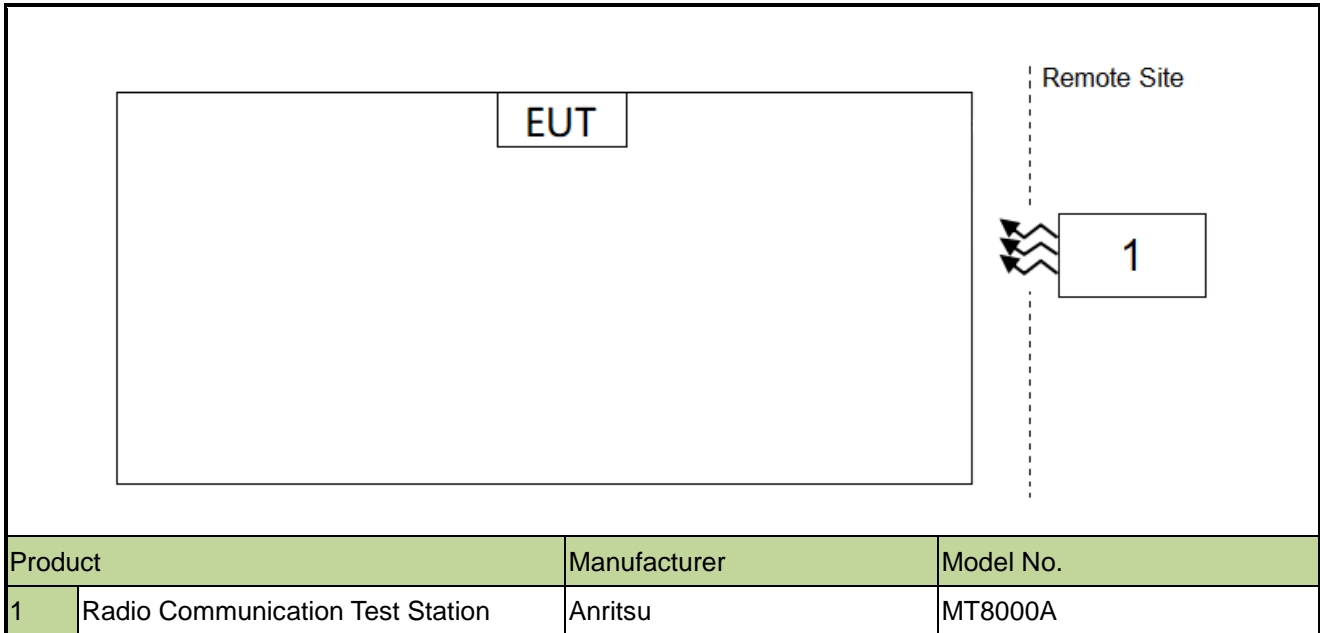 Remote Site
EUT
1
Product Manufacturer Model No.
1 Radio Communication Test Station Anritsu MT8000A